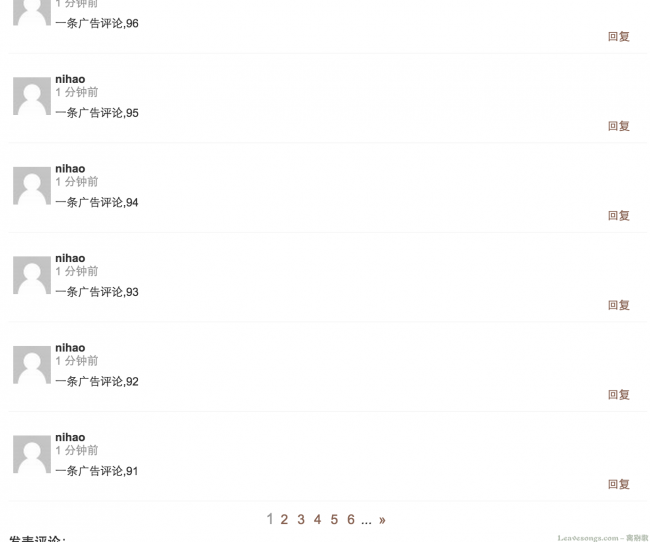 1 分钟前
一条广告评论,96
回复
nihao
1 分钟前
一条广告评论,95
回复
nihao
1 分钟前
一条广告评论,94
回复
nihao
1 分钟前
一条广告评论,93
回复
nihao
1 分钟前
一条广告评论,92
回复
nihao
1 分钟前
一条广告评论,91
回复
1 2 3 4 5 6 ... »
发表评论：
Leavesongs.com -